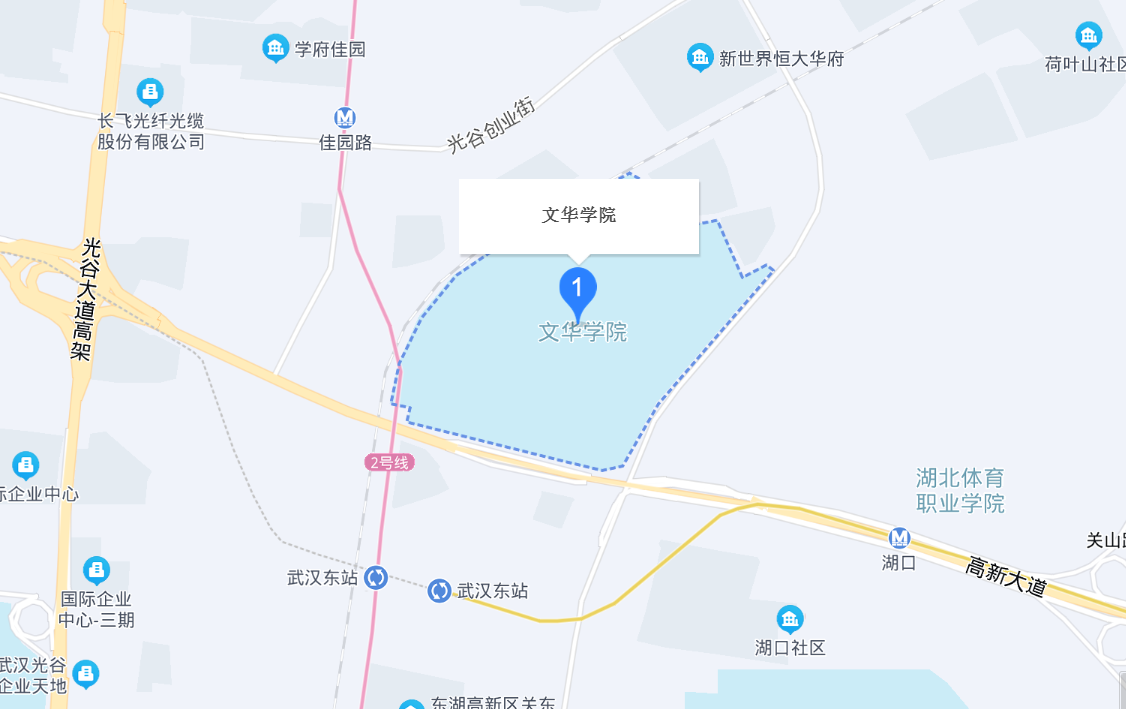 学府佳园
新世界恒大华府
荷叶山社区
长飞光纤光缆
股份有限公司
佳园路
光谷创业街
文华学院
1
文华学院
光谷大道高架
2号线
际企业中心
湖北体育
职业学院
湖口
关山路
高新大道
武汉东站
武汉东站
国际企业
中心-三期
湖口社区
武汉光谷
企业天地
东湖高新区关东